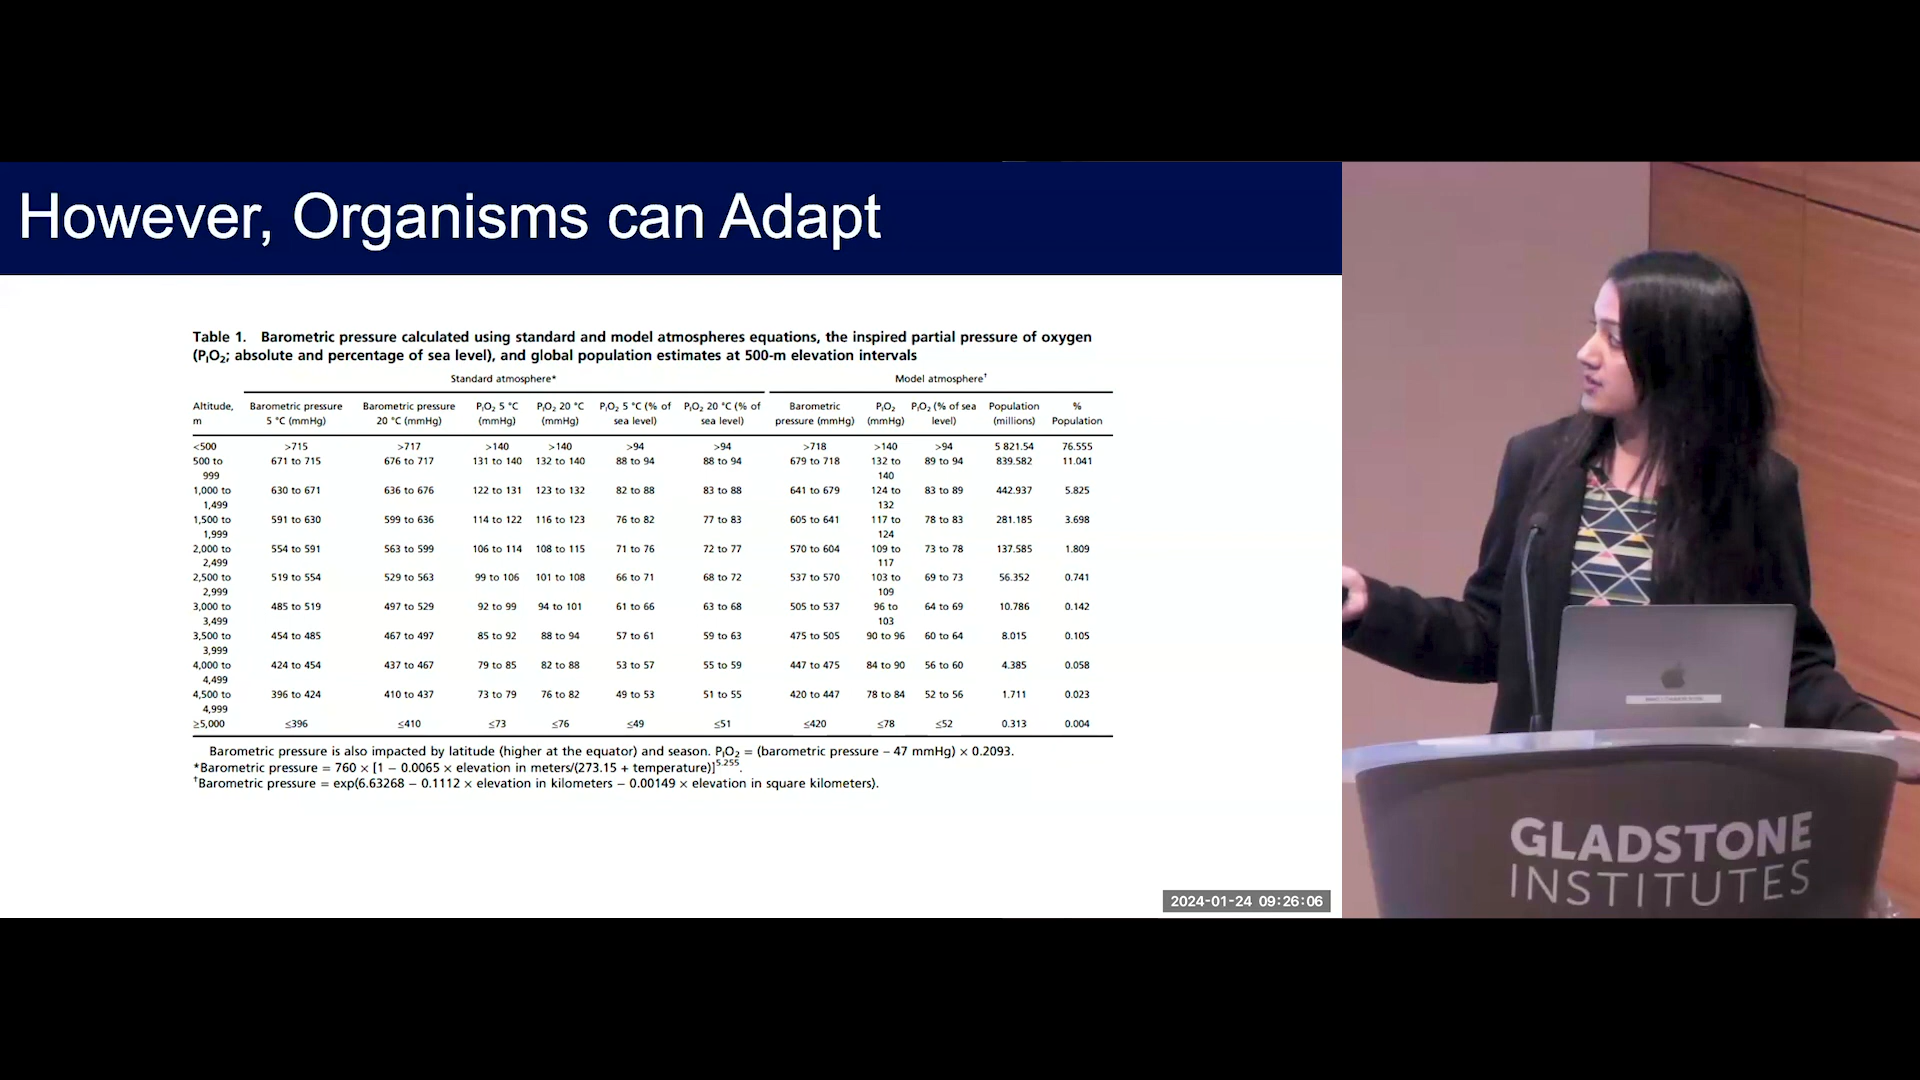 However, Organisms can Adapt
Table 1. Barometric pressure calculated using standard and model atmospheres equations, the inspired partial pressure of oxygen
(PIO2; absolute and percentage of sea level), and global population estimates at 500-m elevation intervals
Standard atmosphere* Model atmosphere†
Altitude, Barometric pressure Barometric pressure PIO2 5 °C PIO2 20 °C PIO2 5 °C (% of PIO2 20 °C (% of Barometric PIO2 PIO2 (% of sea Population %
m 5 °C (mmHg) 20 °C (mmHg) (mmHg) (mmHg) sea level) sea level) pressure (mmHg) (mmHg) level) (millions) Population
<500 >715 >717 >140 >140 >94 >94 >718 >140 >94 5 821.54 76.555
500 to 671 to 715 676 to 717 131 to 140 132 to 140 88 to 94 88 to 94 679 to 718 132 to 89 to 94 839.582 11.041
999 140
1,000 to 630 to 671 636 to 676 122 to 131 123 to 132 82 to 88 83 to 88 641 to 679 124 to 83 to 89 442.937 5.825
1,499 132
1,500 to 591 to 630 599 to 636 114 to 122 116 to 123 76 to 82 77 to 83 605 to 641 117 to 78 to 83 281.185 3.698
1,999 124
2,000 to 554 to 591 563 to 599 106 to 114 108 to 115 71 to 76 72 to 77 570 to 604 109 to 73 to 78 137.585 1.809
2,499 117
2,500 to 519 to 554 529 to 563 99 to 106 101 to 108 66 to 71 68 to 72 537 to 570 103 to 69 to 73 56.352 0.741
2,999 109
3,000 to 485 to 519 497 to 529 92 to 99 94 to 101 61 to 66 63 to 68 505 to 537 96 to 64 to 69 10.786 0.142
3,499 103
3,500 to 454 to 485 467 to 497 85 to 92 88 to 94 57 to 61 59 to 63 475 to 505 90 to 96 60 to 64 8.015 0.105
3,999
4,000 to 424 to 454 437 to 467 79 to 85 82 to 88 53 to 57 55 to 59 447 to 475 84 to 90 56 to 60 4.385 0.058
4,499
4,500 to 396 to 424 410 to 437 73 to 79 76 to 82 49 to 53 51 to 55 420 to 447 78 to 84 52 to 56 1.711 0.023
4,999
≥5,000 ≤396 ≤410 ≤73 ≤76 ≤49 ≤51 ≤420 ≤78 ≤52 0.313 0.004
Barometric pressure is also impacted by latitude (higher at the equator) and season. PIO2 = (barometric pressure − 47 mmHg) × 0.2093.
*Barometric pressure = 760 × [1 − 0.0065 × elevation in meters/(273.15 + temperature)]^5.255.
†Barometric pressure = exp(6.63268 − 0.1112 × elevation in kilometers − 0.00149 × elevation in square kilometers).
2024-01-24 09:26:06
GLADSTONE
INSTITUTES